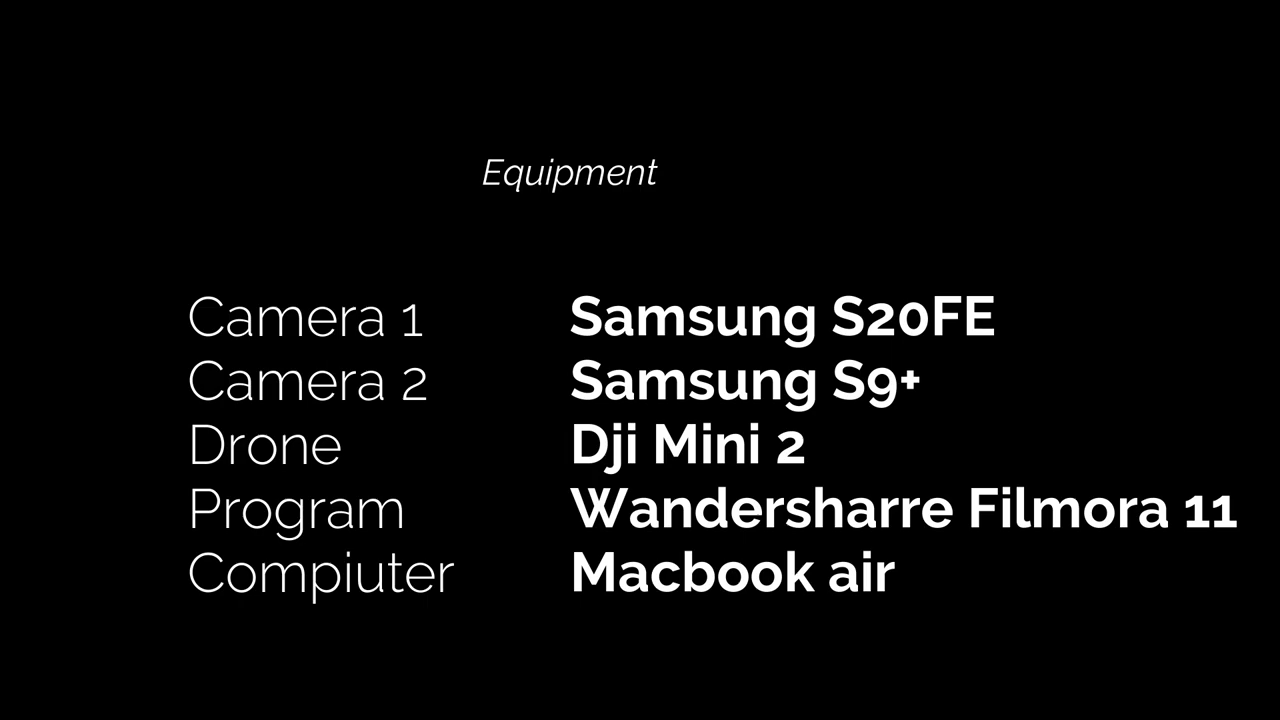 Equipment
Camera 1 Samsung S20FE
Camera 2 Samsung S9+
Drone Dji Mini 2
Program Wandersharre Filmora 11
Compiuter Macbook air